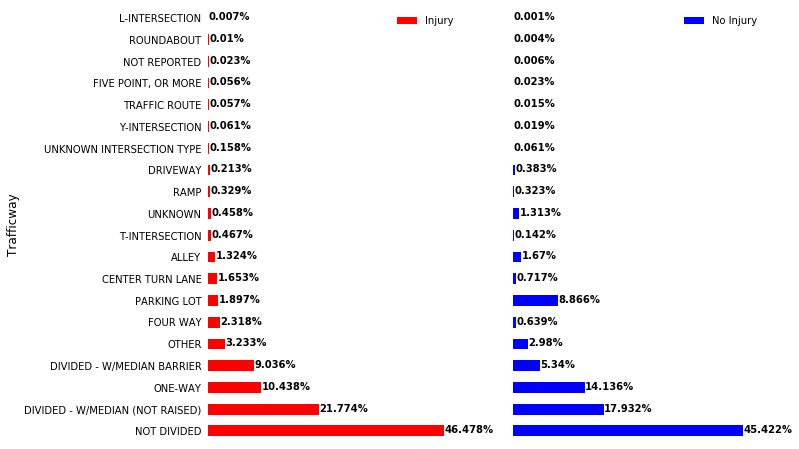 Injury
No Injury
Trafficway
L-INTERSECTION 0.007% 0.001%
ROUNDABOUT 0.01% 0.004%
NOT REPORTED 0.023% 0.006%
FIVE POINT, OR MORE 0.056% 0.023%
TRAFFIC ROUTE 0.057% 0.015%
Y-INTERSECTION 0.061% 0.019%
UNKNOWN INTERSECTION TYPE 0.158% 0.061%
DRIVEWAY 0.213% 0.383%
RAMP 0.329% 0.323%
UNKNOWN 0.458% 1.313%
T-INTERSECTION 0.467% 0.142%
ALLEY 1.324% 1.67%
CENTER TURN LANE 1.653% 0.717%
PARKING LOT 1.897% 8.866%
FOUR WAY 2.318% 0.639%
OTHER 3.233% 2.98%
DIVIDED - W/MEDIAN BARRIER 9.036% 5.34%
ONE-WAY 10.438% 14.136%
DIVIDED - W/MEDIAN (NOT RAISED) 21.774% 17.932%
NOT DIVIDED 46.478% 45.422%